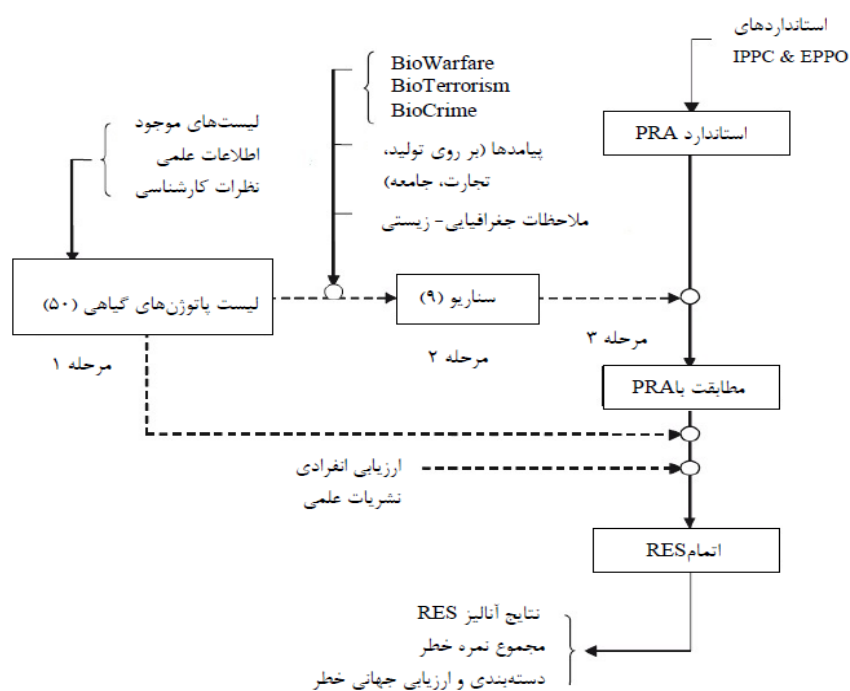 استانداردهای
IPPC & EPPO
استاندارد PRA
BioWarfare
BioTerrorism
BioCrime
پیامدها (بر روی تولید،
تجارت، جامعه)
ملاحظات جغرافیایی- زیستی
لیست‌های موجود
اطلاعات علمی
نظرات کارشناسی
لیست پاتوژن‌های گیاهی (۵۰)
سناریو (۹)
مرحله ۱
مرحله ۲
مرحله ۳
مطابقت باPRA
ارزیابی انفرادی
نشریات علمی
اتمامRES
نتایج آنالیز RES
مجموع نمره خطر
دسته‌بندی و ارزیابی جهانی خطر